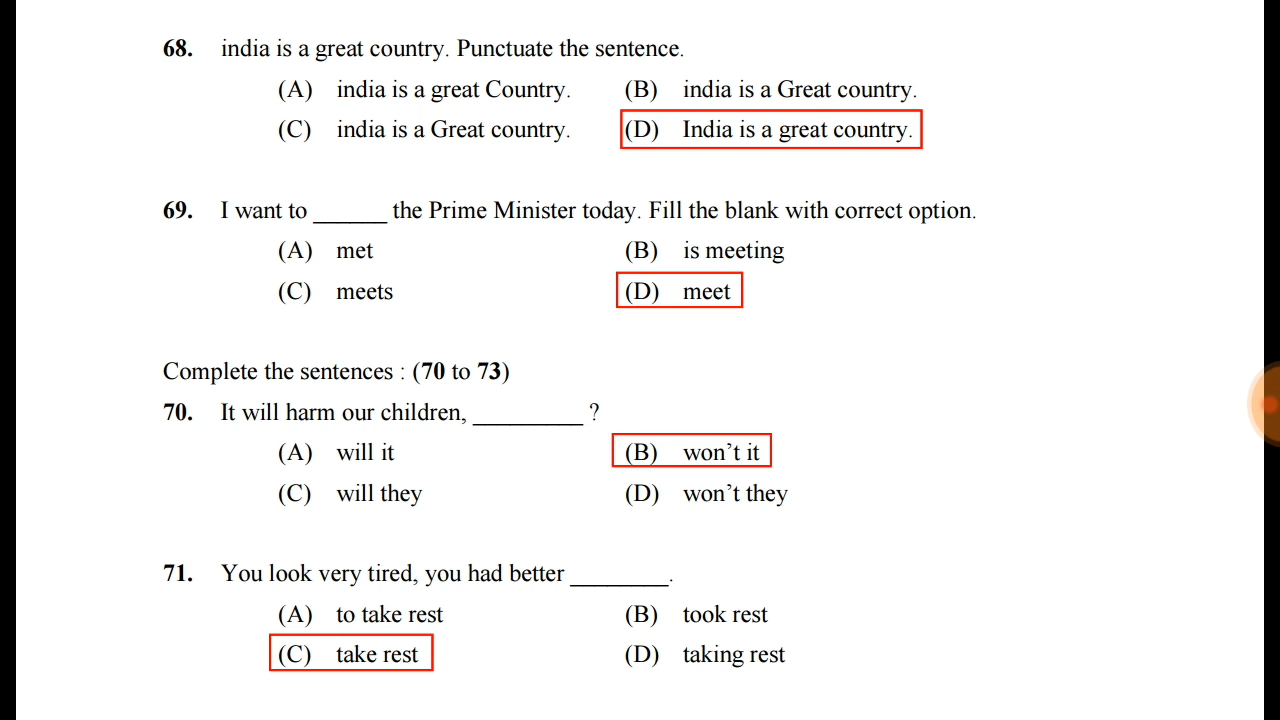 68. india is a great country. Punctuate the sentence.
(A) india is a great Country. (B) india is a Great country.
(C) india is a Great country. (D) India is a great country.
69. I want to ______ the Prime Minister today. Fill the blank with correct option.
(A) met (B) is meeting
(C) meets (D) meet
Complete the sentences : (70 to 73)
70. It will harm our children, _________ ?
(A) will it (B) won’t it
(C) will they (D) won’t they
71. You look very tired, you had better ________.
(A) to take rest (B) took rest
(C) take rest (D) taking rest